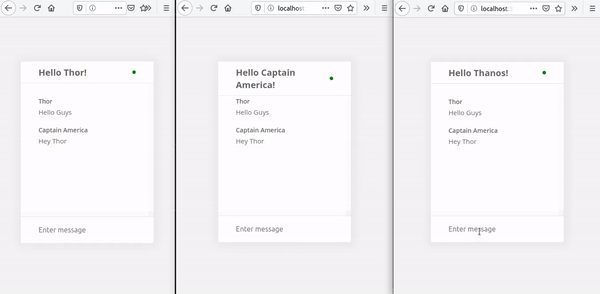 localhost:
localhost:
Hello Thor!
Thor
Hello Guys
Captain America
Hey Thor
Enter message
Hello Captain
America!
Thor
Hello Guys
Captain America
Hey Thor
Enter message
Hello Thanos!
Thor
Hello Guys
Captain America
Hey Thor
Enter message